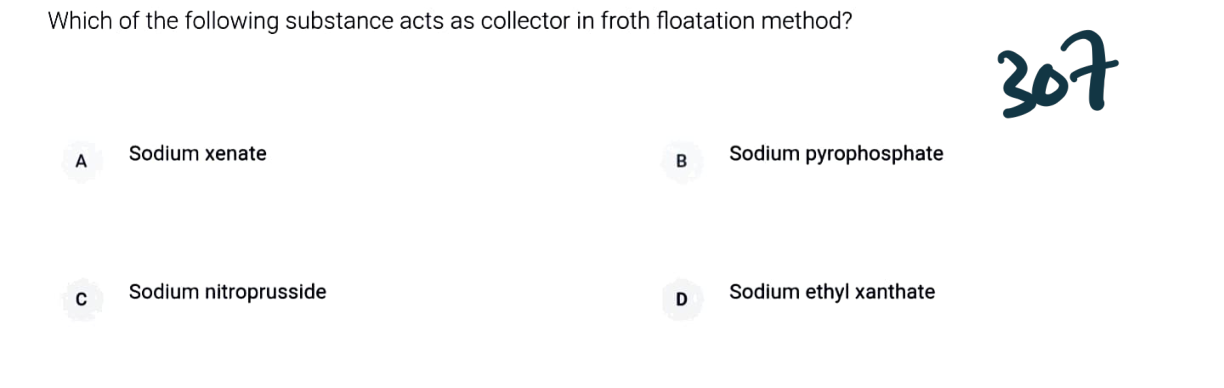 Which of the following substance acts as collector in froth floatation method?
307
A Sodium xenate
B Sodium pyrophosphate
C Sodium nitroprusside
D Sodium ethyl xanthate